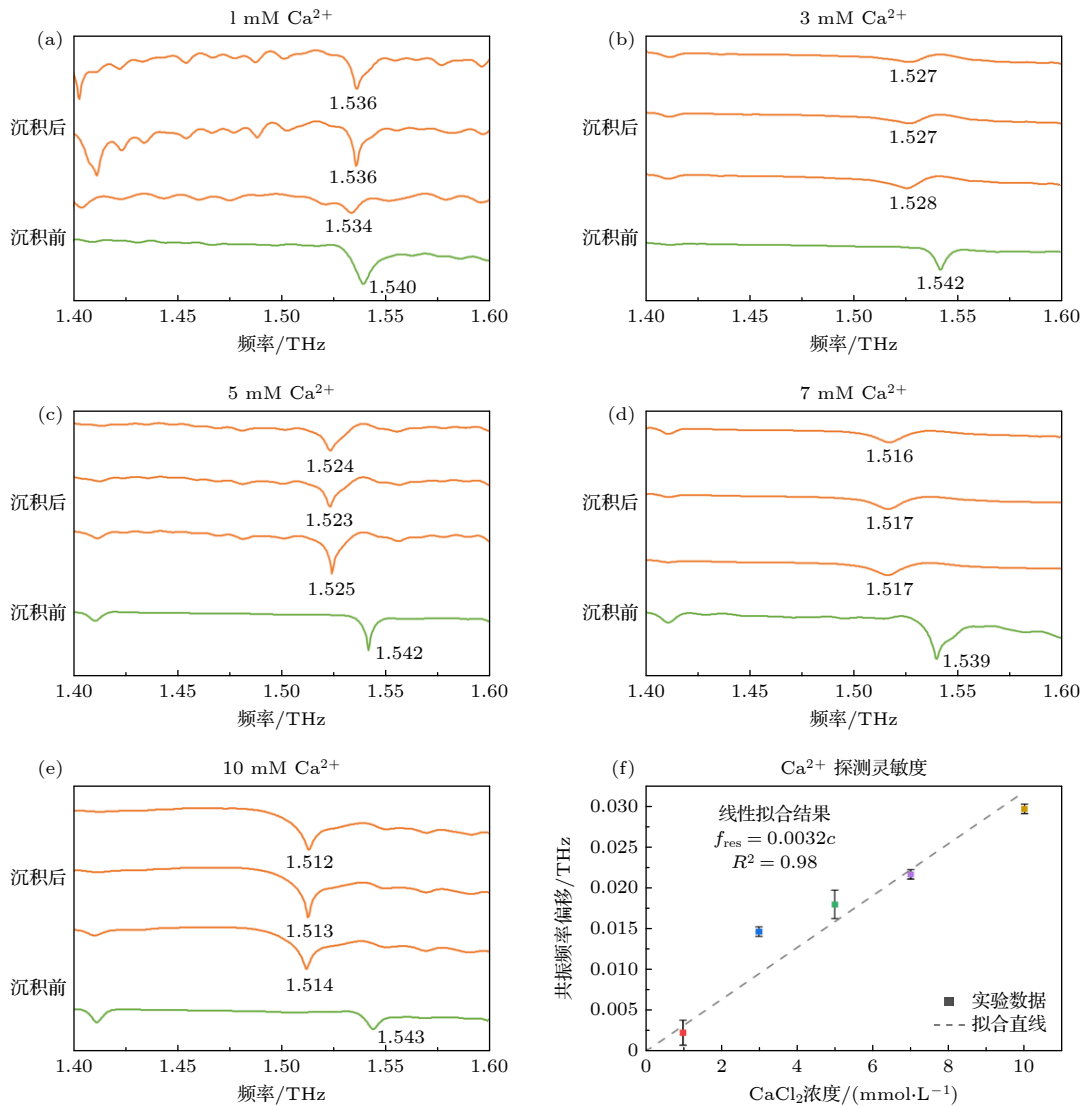 l mM Ca²⁺
(a)
沉积后
沉积前
1.536
1.536
1.534
1.540
1.40 1.45 1.50 1.55 1.60
频率/THz
3 mM Ca²⁺
(b)
沉积后
沉积前
1.527
1.527
1.528
1.542
1.40 1.45 1.50 1.55 1.60
频率/THz
5 mM Ca²⁺
(c)
沉积后
沉积前
1.524
1.523
1.525
1.542
1.40 1.45 1.50 1.55 1.60
频率/THz
7 mM Ca²⁺
(d)
沉积后
沉积前
1.516
1.517
1.517
1.539
1.40 1.45 1.50 1.55 1.60
频率/THz
10 mM Ca²⁺
(e)
沉积后
沉积前
1.512
1.513
1.514
1.543
1.40 1.45 1.50 1.55 1.60
频率/THz
(f)
Ca²⁺ 探测灵敏度
线性拟合结果
f_res = 0.0032c
R² = 0.98
共振频率偏移/THz
0.030
0.025
0.020
0.015
0.010
0.005
0
实验数据
拟合直线
0 2 4 6 8 10
CaCl₂浓度/(mmol·L⁻¹)